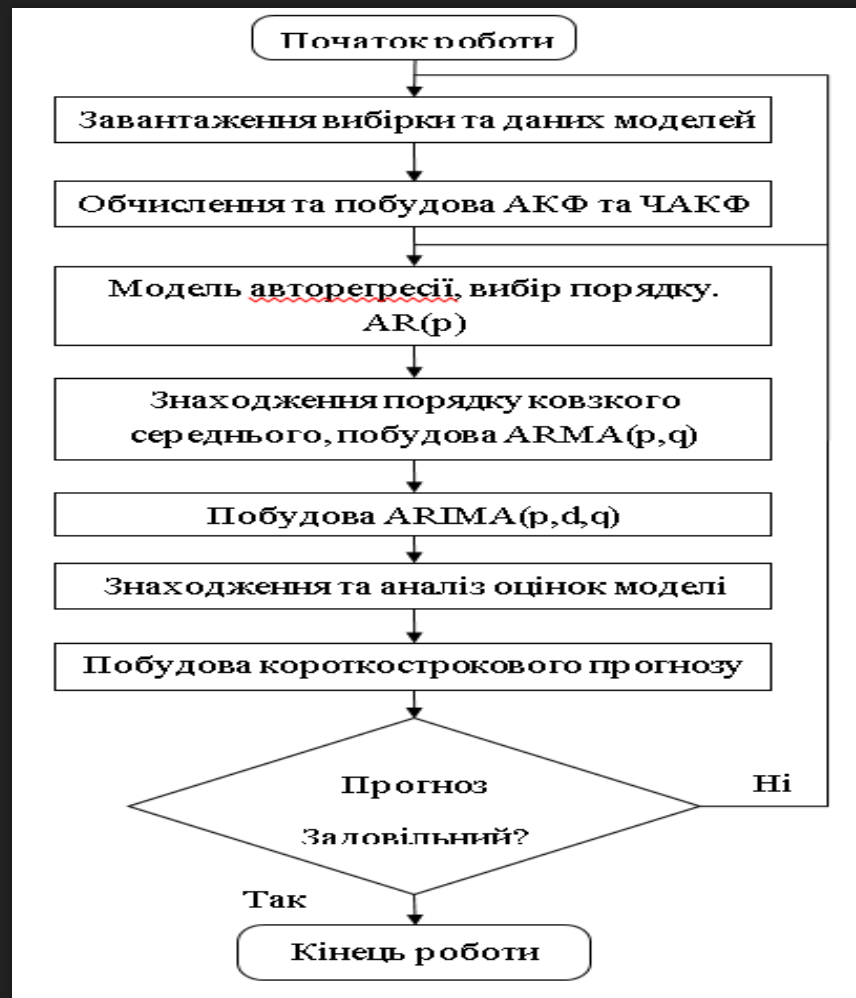 Початок роботи
Завантаження вибірки та даних моделей
Обчислення та побудова АКФ та ЧАКФ
Модель авторегресії, вибір порядку.
AR(p)
Знаходження порядку ковзкого
середнього, побудова ARMA(p,q)
Побудова ARIMA(p,d,q)
Знаходження та аналіз оцінок моделі
Побудова короткострокового прогнозу
Прогноз
Задовільний?
Ні
Так
Кінець роботи